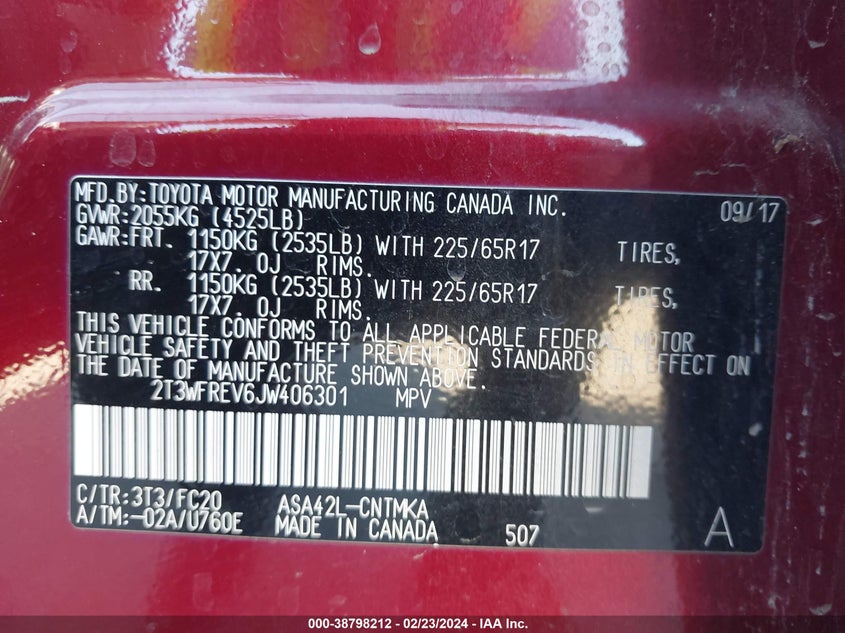 MFD.BY:TOYOTA MOTOR MANUFACTURING CANADA INC. 09/17
GVWR:2055KG (4525LB)
GAWR:FRT. 1150KG (2535LB) WITH 225/65R17 TIRES,
17X7.0J RIMS.
RR. 1150KG (2535LB) WITH 225/65R17 TIRES,
17X7.0J RIMS.
THIS VEHICLE CONFORMS TO ALL APPLICABLE FEDERAL MOTOR
VEHICLE SAFETY AND THEFT PREVENTION STANDARDS IN EFFECT ON
THE DATE OF MANUFACTURE SHOWN ABOVE.
2T3WFREV6JW406301 MPV
C/TR:3T3/FC20 ASA42L-CNTMKA
A/TM:-02A/U760E MADE IN CANADA 507 A
000-38798212 - 02/23/2024 - IAA Inc.